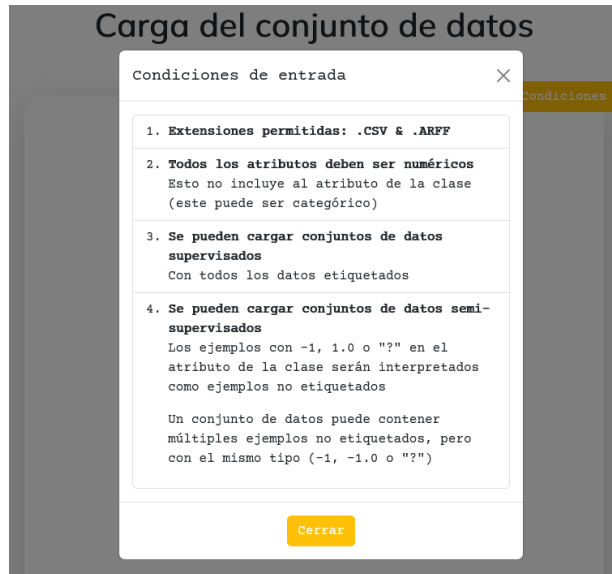 Carga del conjunto de datos
Condiciones de entrada
Condiciones
1. Extensiones permitidas: .CSV & .ARFF
2. Todos los atributos deben ser numéricos
Esto no incluye al atributo de la clase
(este puede ser categórico)
3. Se pueden cargar conjuntos de datos
supervisados
Con todos los datos etiquetados
4. Se pueden cargar conjuntos de datos semi-
supervisados
Los ejemplos con -1, 1.0 o "?" en el
atributo de la clase serán interpretados
como ejemplos no etiquetados
Un conjunto de datos puede contener
múltiples ejemplos no etiquetados, pero
con el mismo tipo (-1, -1.0 o "?")
Cerrar